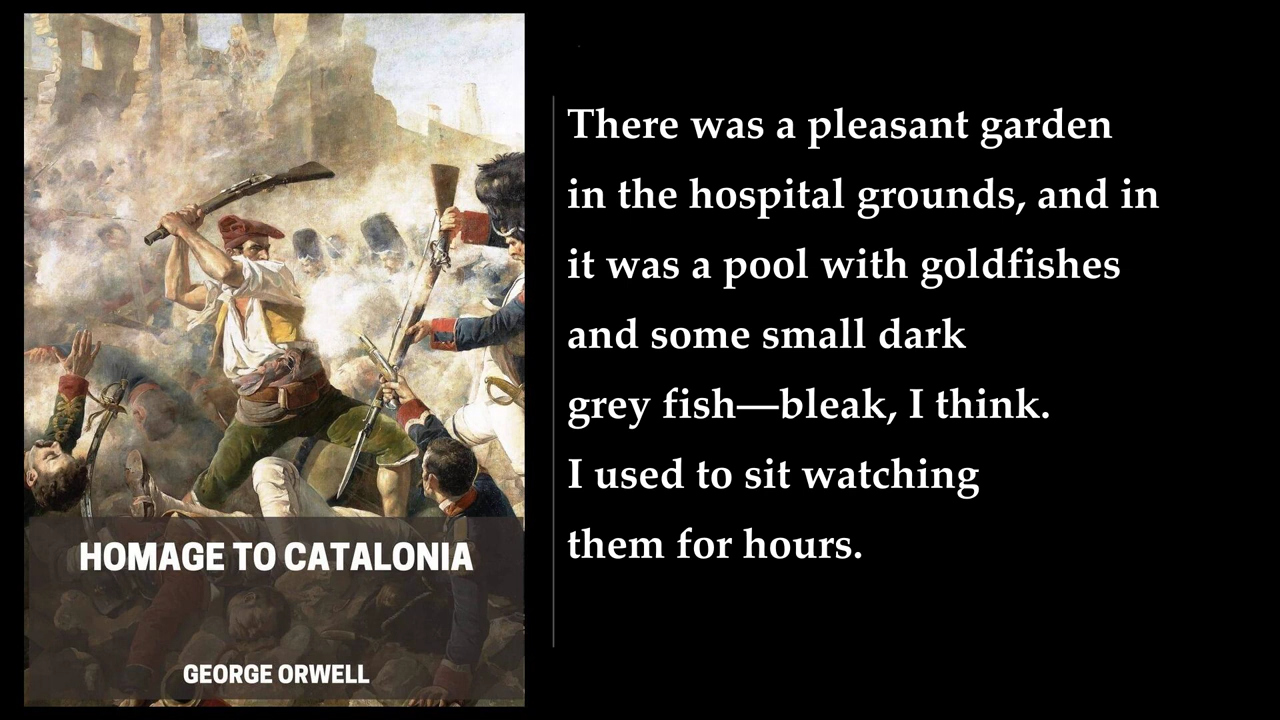 HOMAGE TO CATALONIA
GEORGE ORWELL
There was a pleasant garden
in the hospital grounds, and in
it was a pool with goldfishes
and some small dark
grey fish—bleak, I think.
I used to sit watching
them for hours.